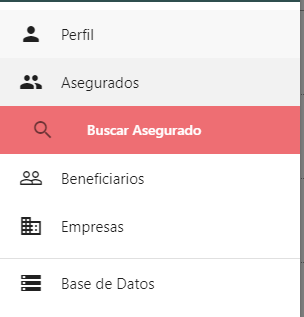 Perfil
Asegurados
Buscar Asegurado
Beneficiarios
Empresas
Base de Datos